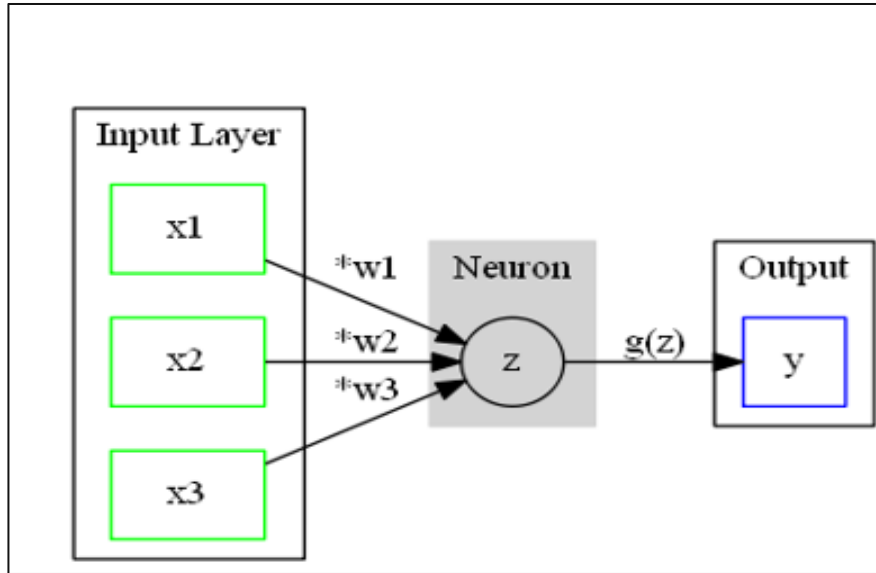 Input Layer
x1
x2
x3
*w1
*w2
*w3
Neuron
z
g(z)
Output
y